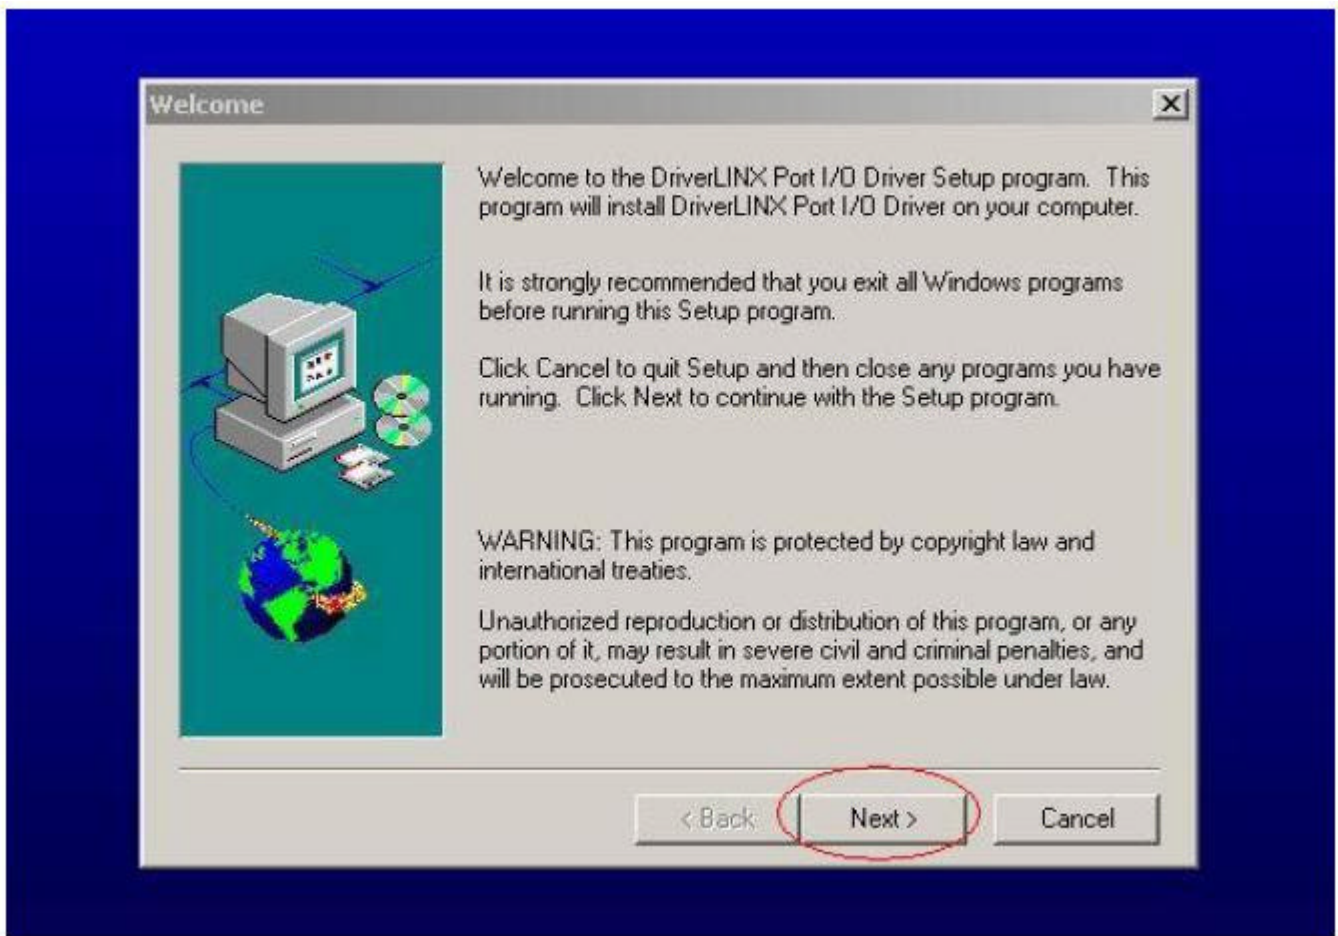 Welcome
Welcome to the DriverLINX Port I/O Driver Setup program.  This
program will install DriverLINX Port I/O Driver on your computer.
It is strongly recommended that you exit all Windows programs
before running this Setup program.
Click Cancel to quit Setup and then close any programs you have
running.  Click Next to continue with the Setup program.
WARNING: This program is protected by copyright law and
international treaties.
Unauthorized reproduction or distribution of this program, or any
portion of it, may result in severe civil and criminal penalties, and
will be prosecuted to the maximum extent possible under law.
< Back
Next >
Cancel